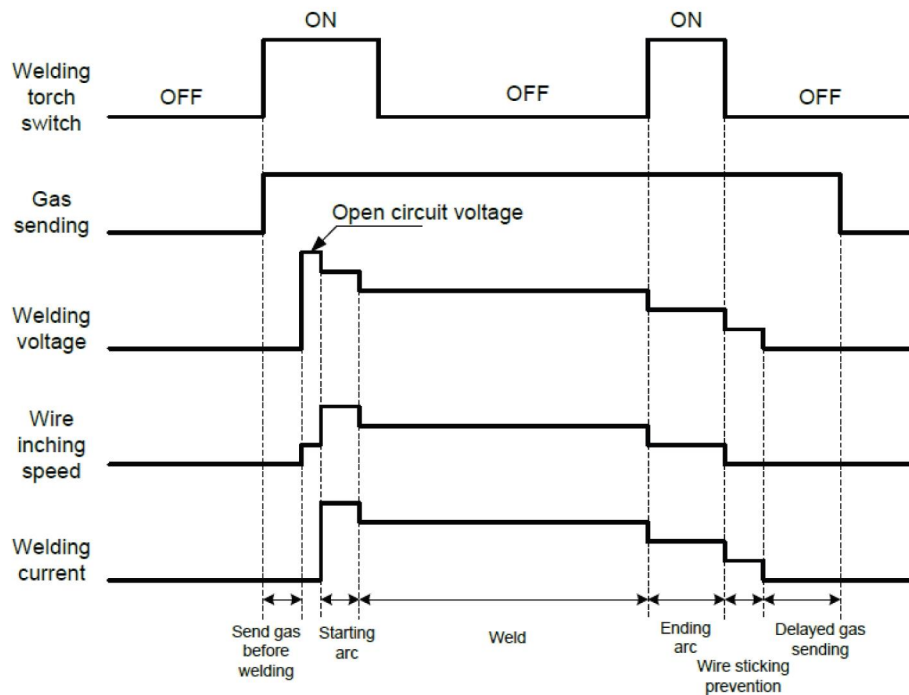 ON
ON
Welding
torch
switch
OFF
OFF
OFF
Gas
sending
Open circuit voltage
Welding
voltage
Wire
inching
speed
Welding
current
Send gas
before
welding
Starting
arc
Weld
Ending
arc
Wire sticking
prevention
Delayed gas
sending